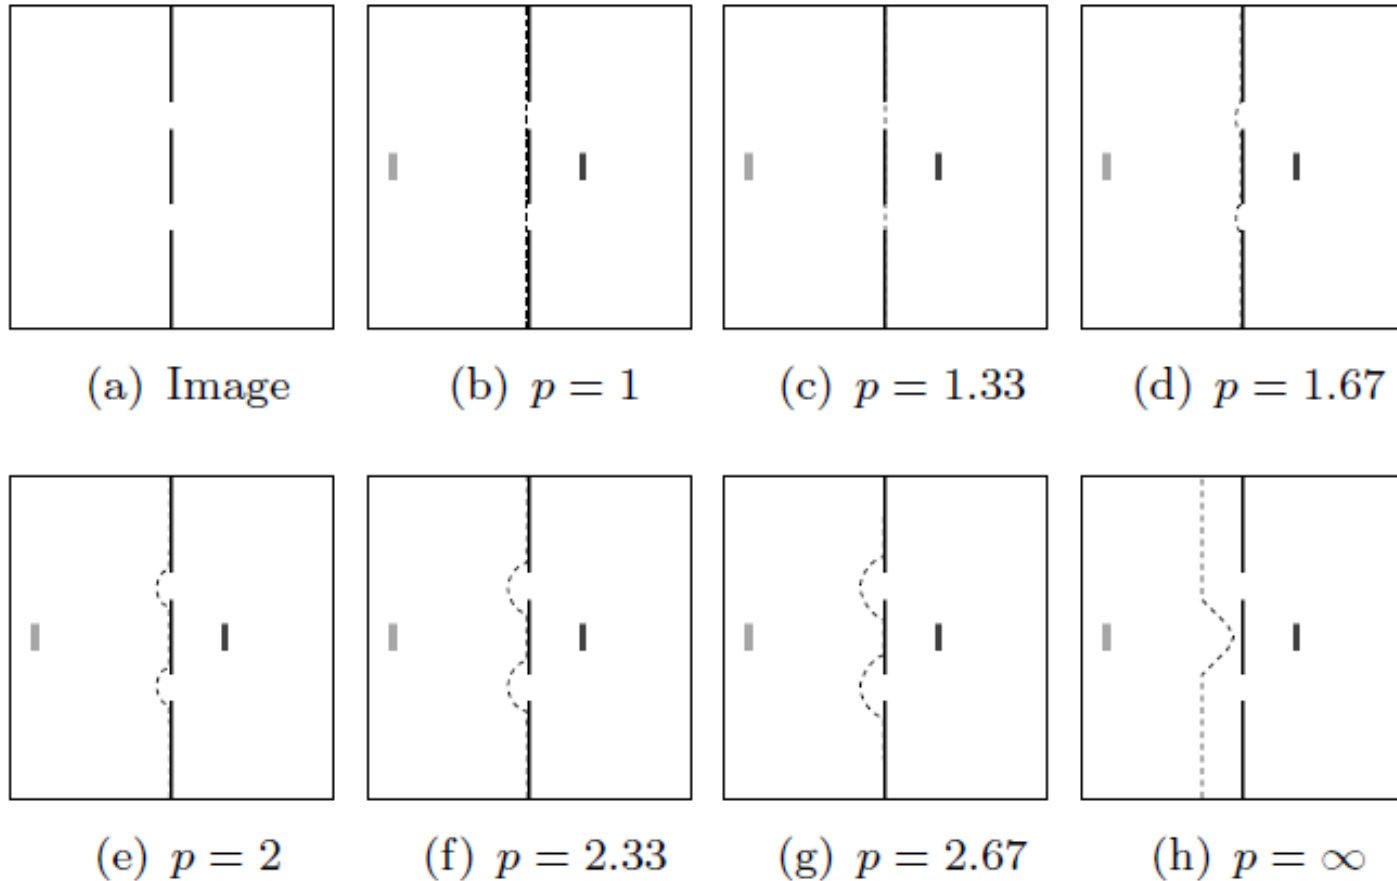 (a) Image (b) p = 1 (c) p = 1.33 (d) p = 1.67
(e) p = 2 (f) p = 2.33 (g) p = 2.67 (h) p = ∞